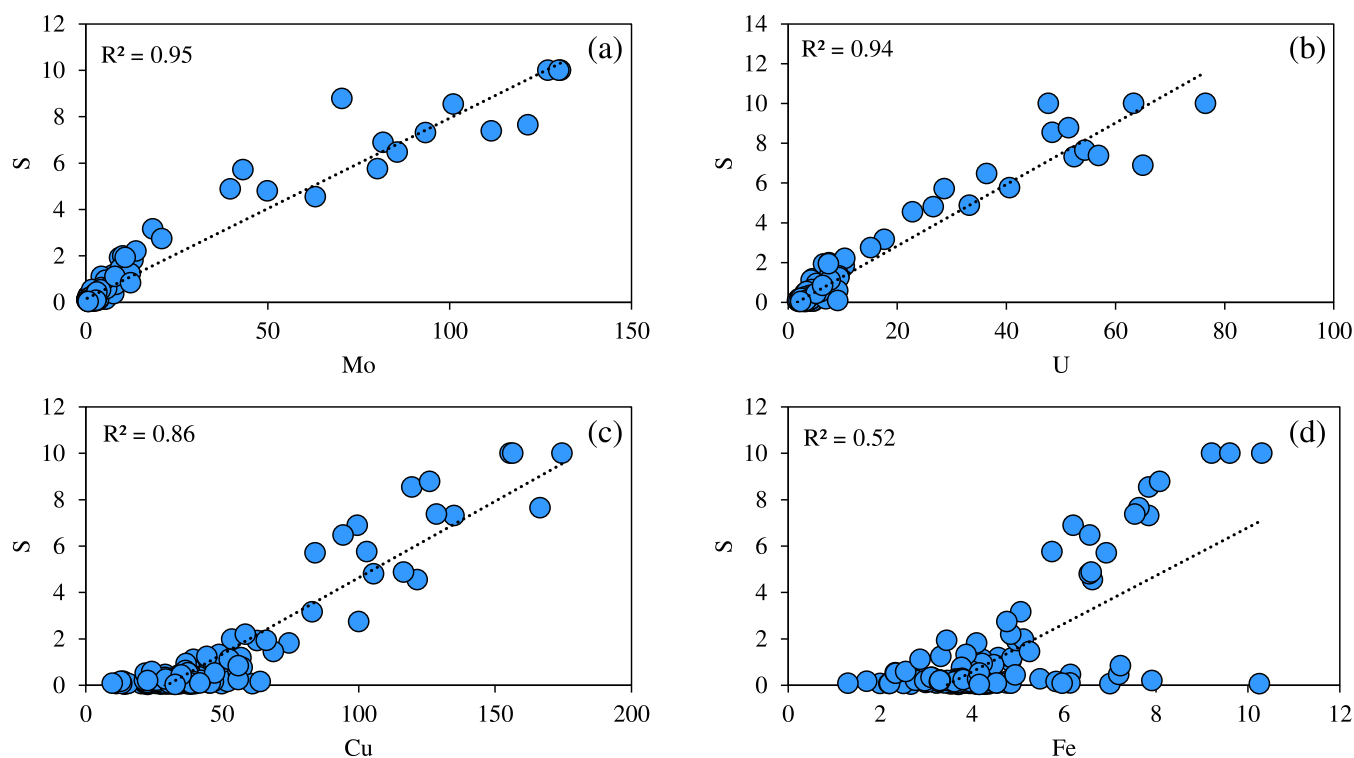 12
10
8
6
4
2
0
S
R² = 0.95
(a)
0 50 100 150
Mo
14
12
10
8
6
4
2
0
S
R² = 0.94
(b)
0 20 40 60 80 100
U
12
10
8
6
4
2
0
S
R² = 0.86
(c)
0 50 100 150 200
Cu
12
10
8
6
4
2
0
S
R² = 0.52
(d)
0 2 4 6 8 10 12
Fe